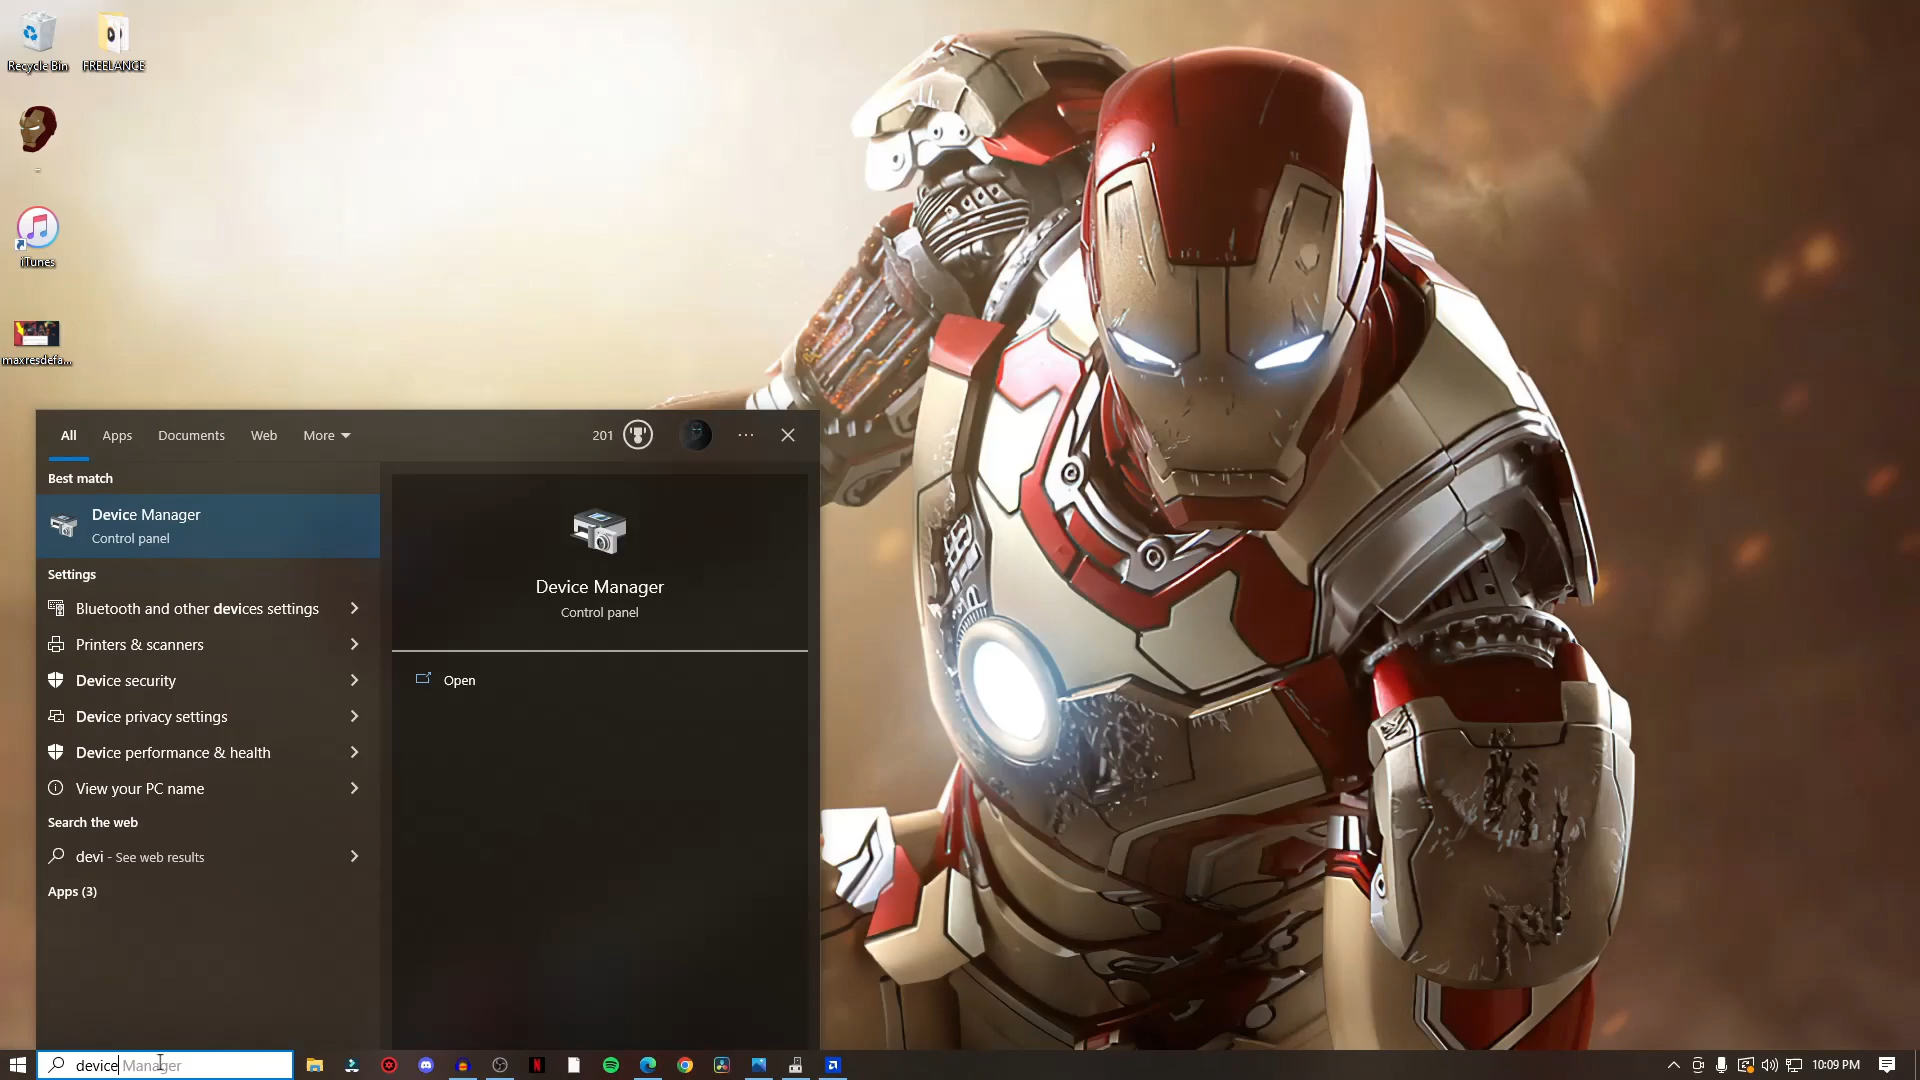 Recycle Bin
FREELANCE
iTunes
maxresdefa...
All
Apps
Documents
Web
More
201
Best match
Device Manager
Control panel
Settings
Bluetooth and other devices settings
Printers & scanners
Device security
Device privacy settings
Device performance & health
View your PC name
Search the web
devi - See web results
Apps (3)
Device Manager
Control panel
Open
device Manager
10:09 PM